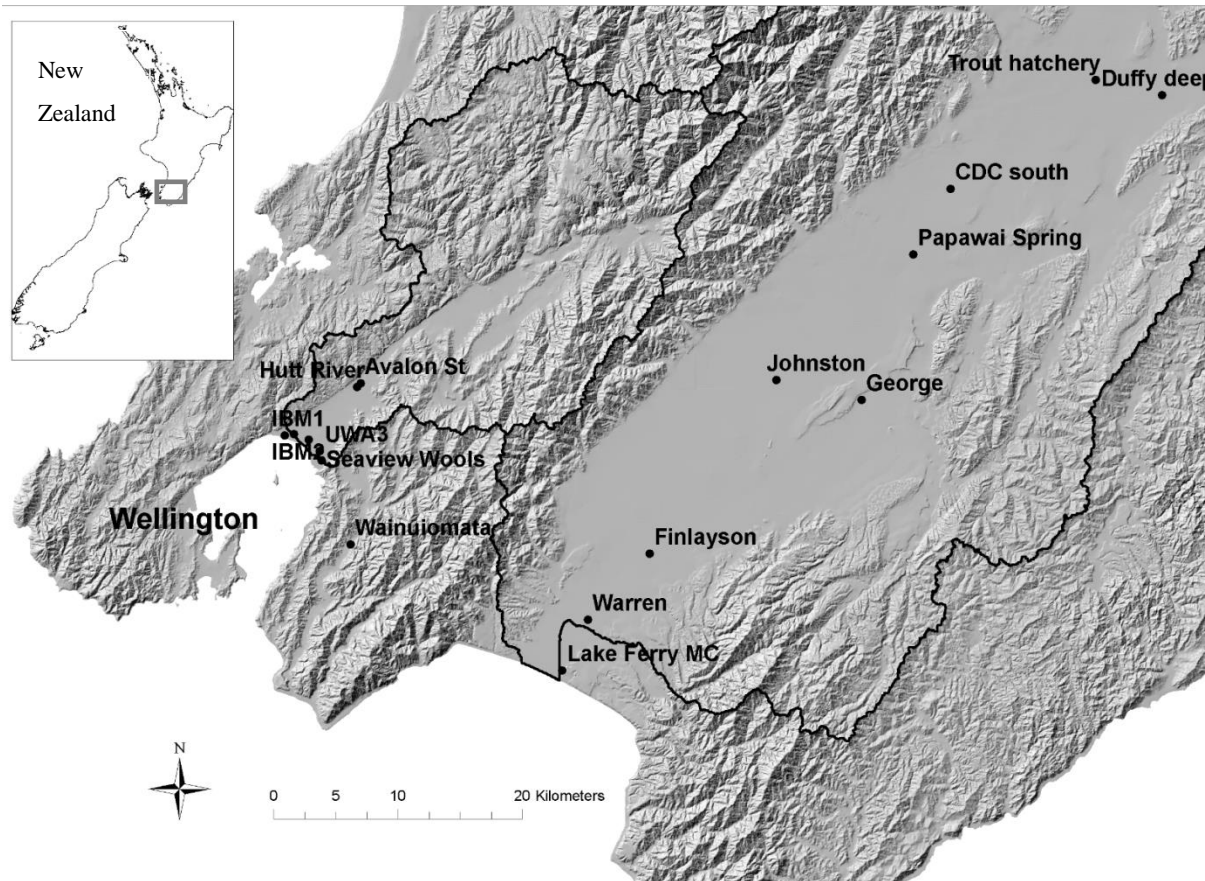 New
Zealand
Trout hatchery
Duffy deep
CDC south
Papawai Spring
Hutt River
Avalon St
Johnston
George
IBM1
UWA3
IBM
Seaview Wools
Wellington
Wainuiomata
Finlayson
Warren
Lake Ferry MC
N
0 5 10 20 Kilometers